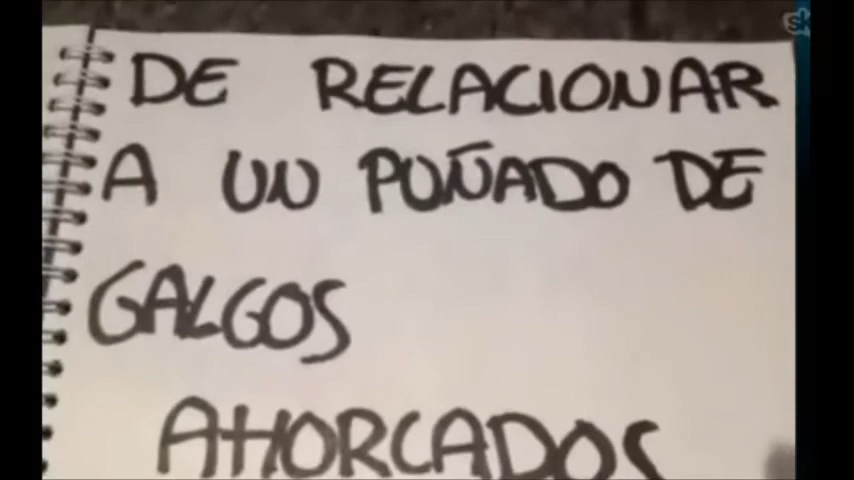 DE RELACIONAR
A UN PUÑADO DE
GALGOS
AHORCADOS